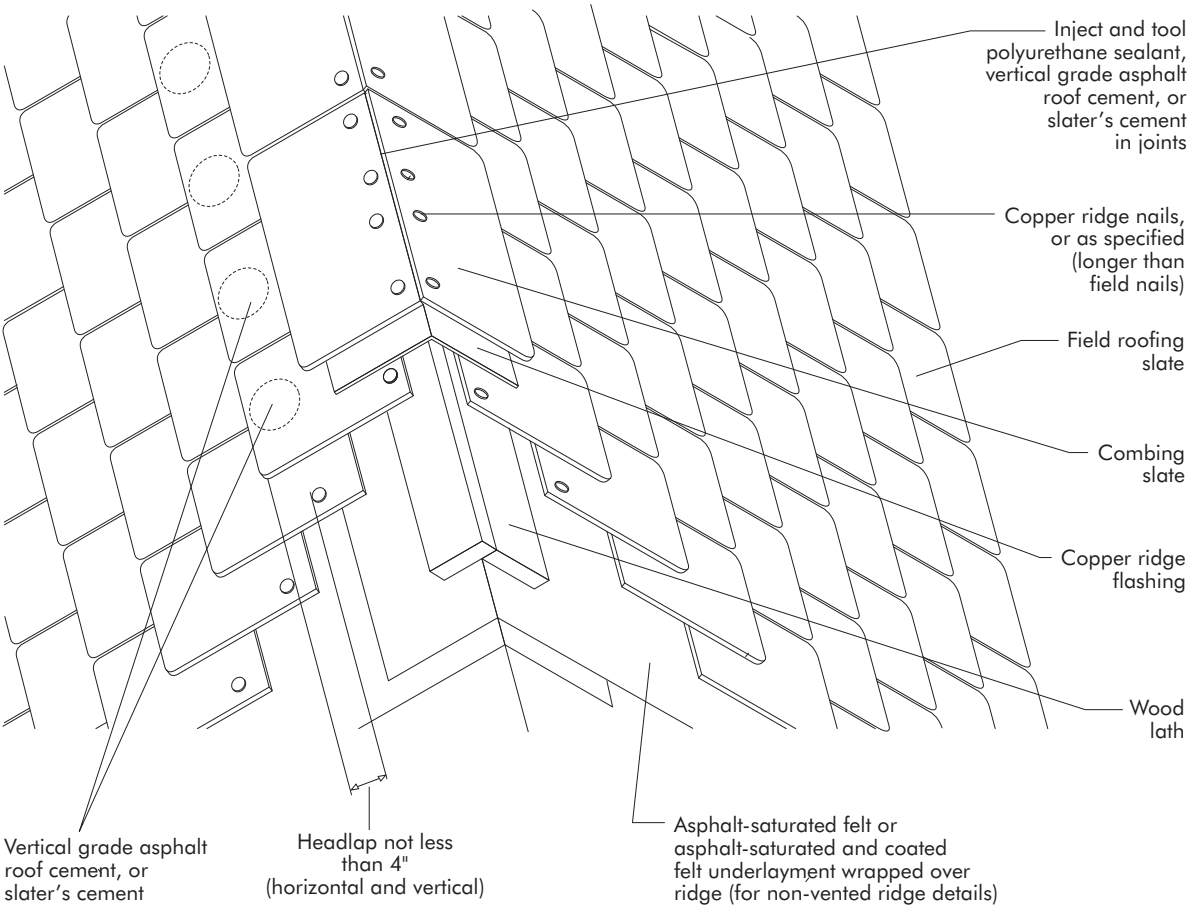 Inject and tool
polyurethane sealant,
vertical grade asphalt
roof cement, or
slater's cement
in joints
Copper ridge nails,
or as specified
(longer than
field nails)
Field roofing
slate
Combing
slate
Copper ridge
flashing
Wood
lath
Vertical grade asphalt
roof cement, or
slater's cement
Headlap not less
than 4"
(horizontal and vertical)
Asphalt-saturated felt or
asphalt-saturated and coated
felt underlayment wrapped over
ridge (for non-vented ridge details)